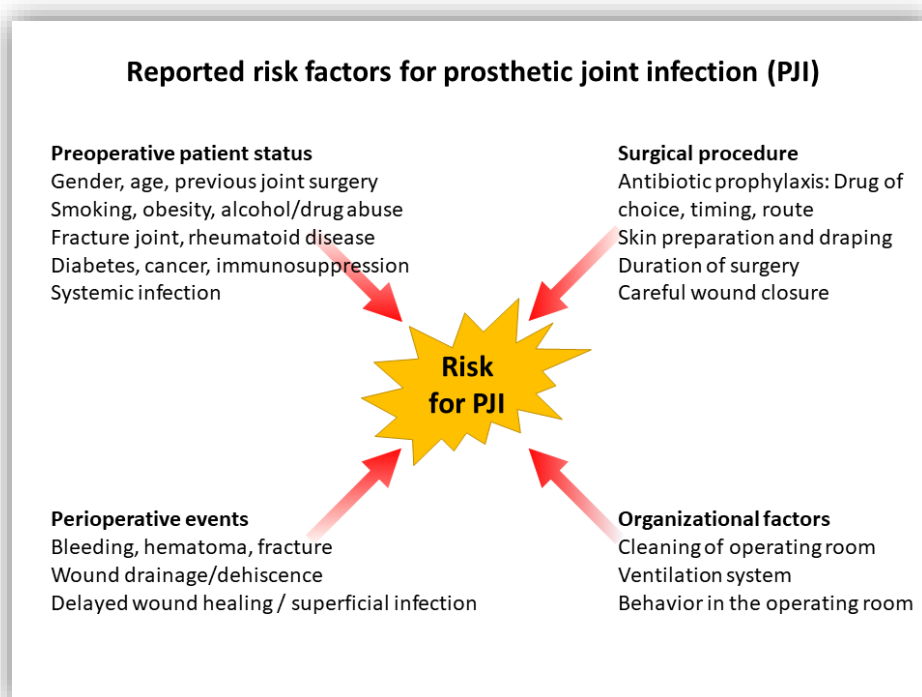 Reported risk factors for prosthetic joint infection (PJI)
Preoperative patient status
Gender, age, previous joint surgery
Smoking, obesity, alcohol/drug abuse
Fracture joint, rheumatoid disease
Diabetes, cancer, immunosuppression
Systemic infection
Surgical procedure
Antibiotic prophylaxis: Drug of
choice, timing, route
Skin preparation and draping
Duration of surgery
Careful wound closure
Risk
for PJI
Perioperative events
Bleeding, hematoma, fracture
Wound drainage/dehiscence
Delayed wound healing / superficial infection
Organizational factors
Cleaning of operating room
Ventilation system
Behavior in the operating room